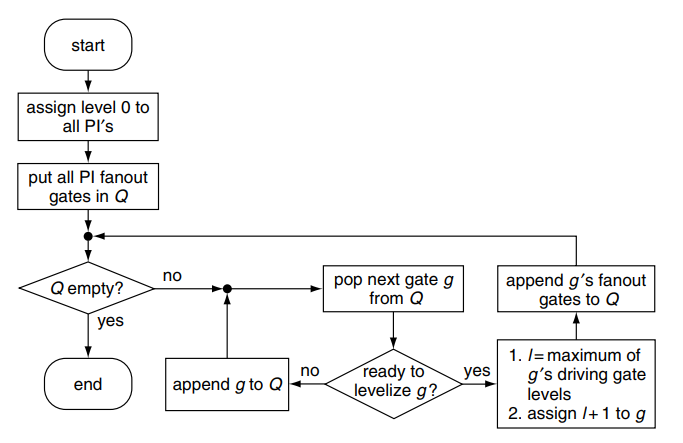 start
assign level 0 to
all PI's
put all PI fanout
gates in Q
Q empty?
no
yes
end
pop next gate g
from Q
ready to
levelize g?
no
append g to Q
yes
1. l=maximum of
g's driving gate
levels
2. assign l+1 to g
append g's fanout
gates to Q